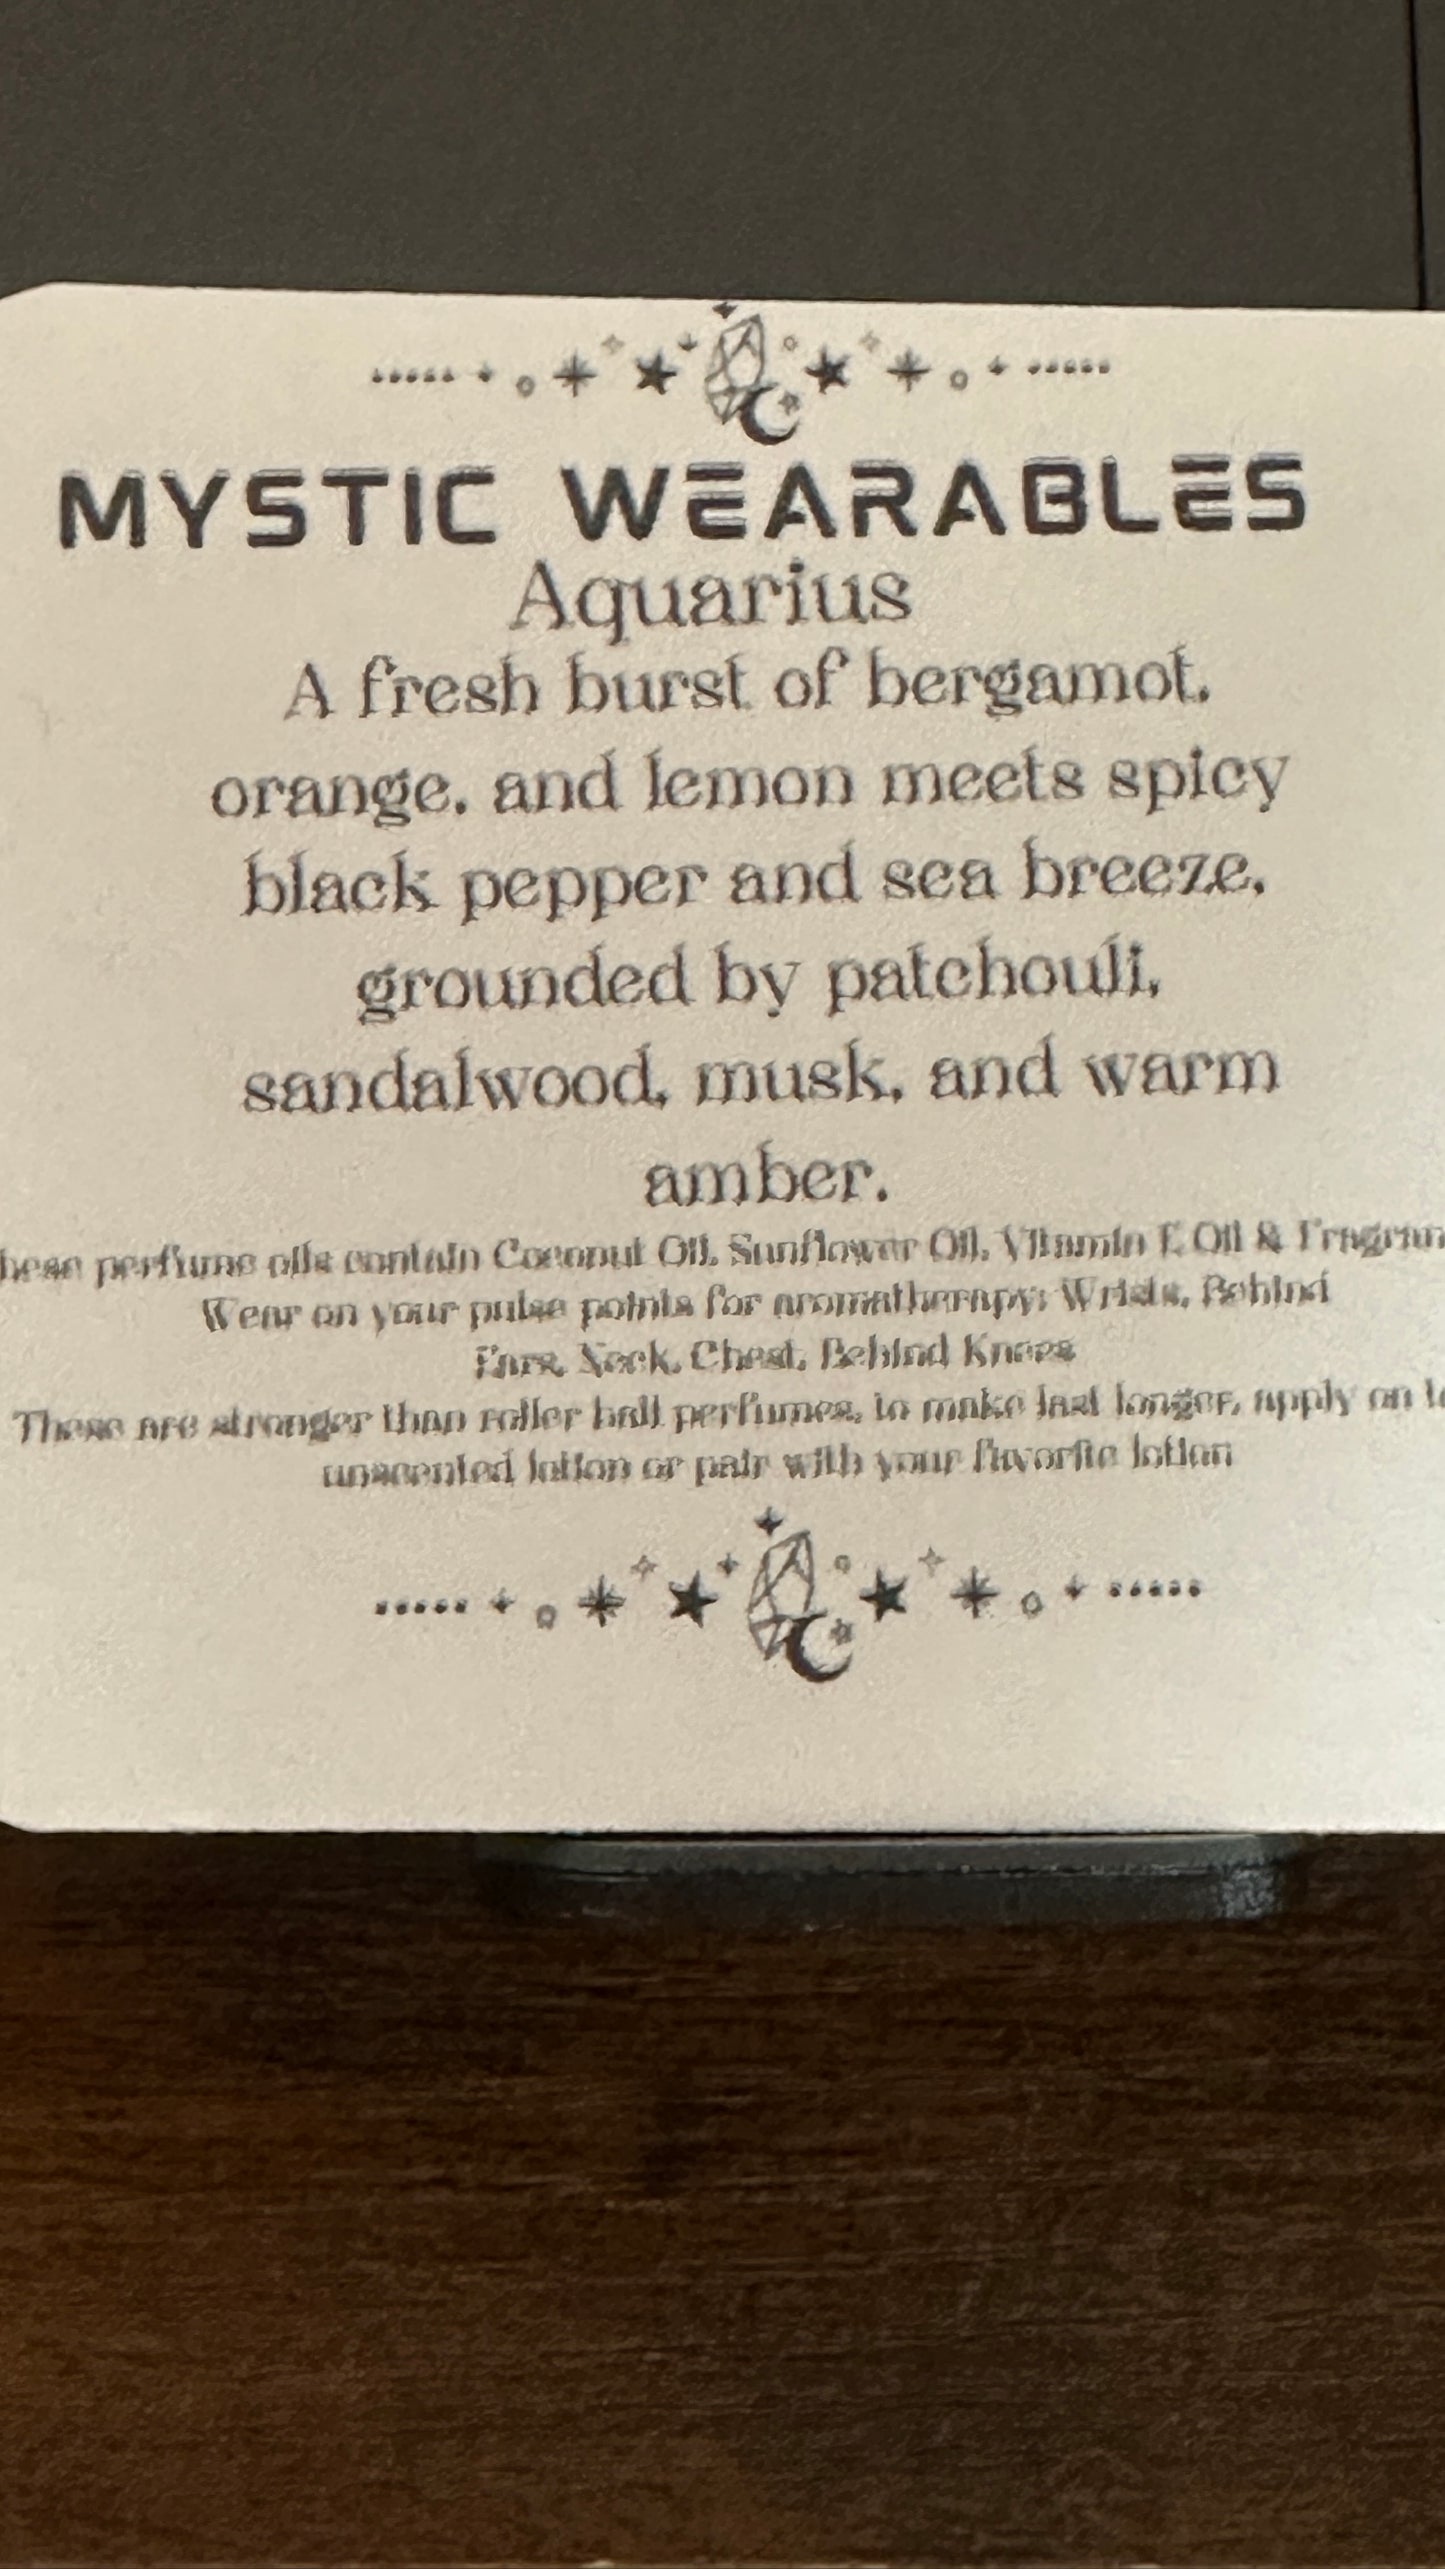 MYSTIC WEARABLES
Aquarius
A fresh burst of bergamot,
orange, and lemon meets spicy
black pepper and sea breeze,
grounded by patchouli,
sandalwood, musk, and warm
amber.
perfume oils contain Coconut Oil, Sunflower Oil, Vitamin E Oil &
Wear on your pulse points for aromatherapy: Wrists, Behind
Ears, Neck, Chest, Behind Knees
These are stronger than roller ball perfumes, to make last longer, apply on
unscented lotion or pair with your favorite lotion